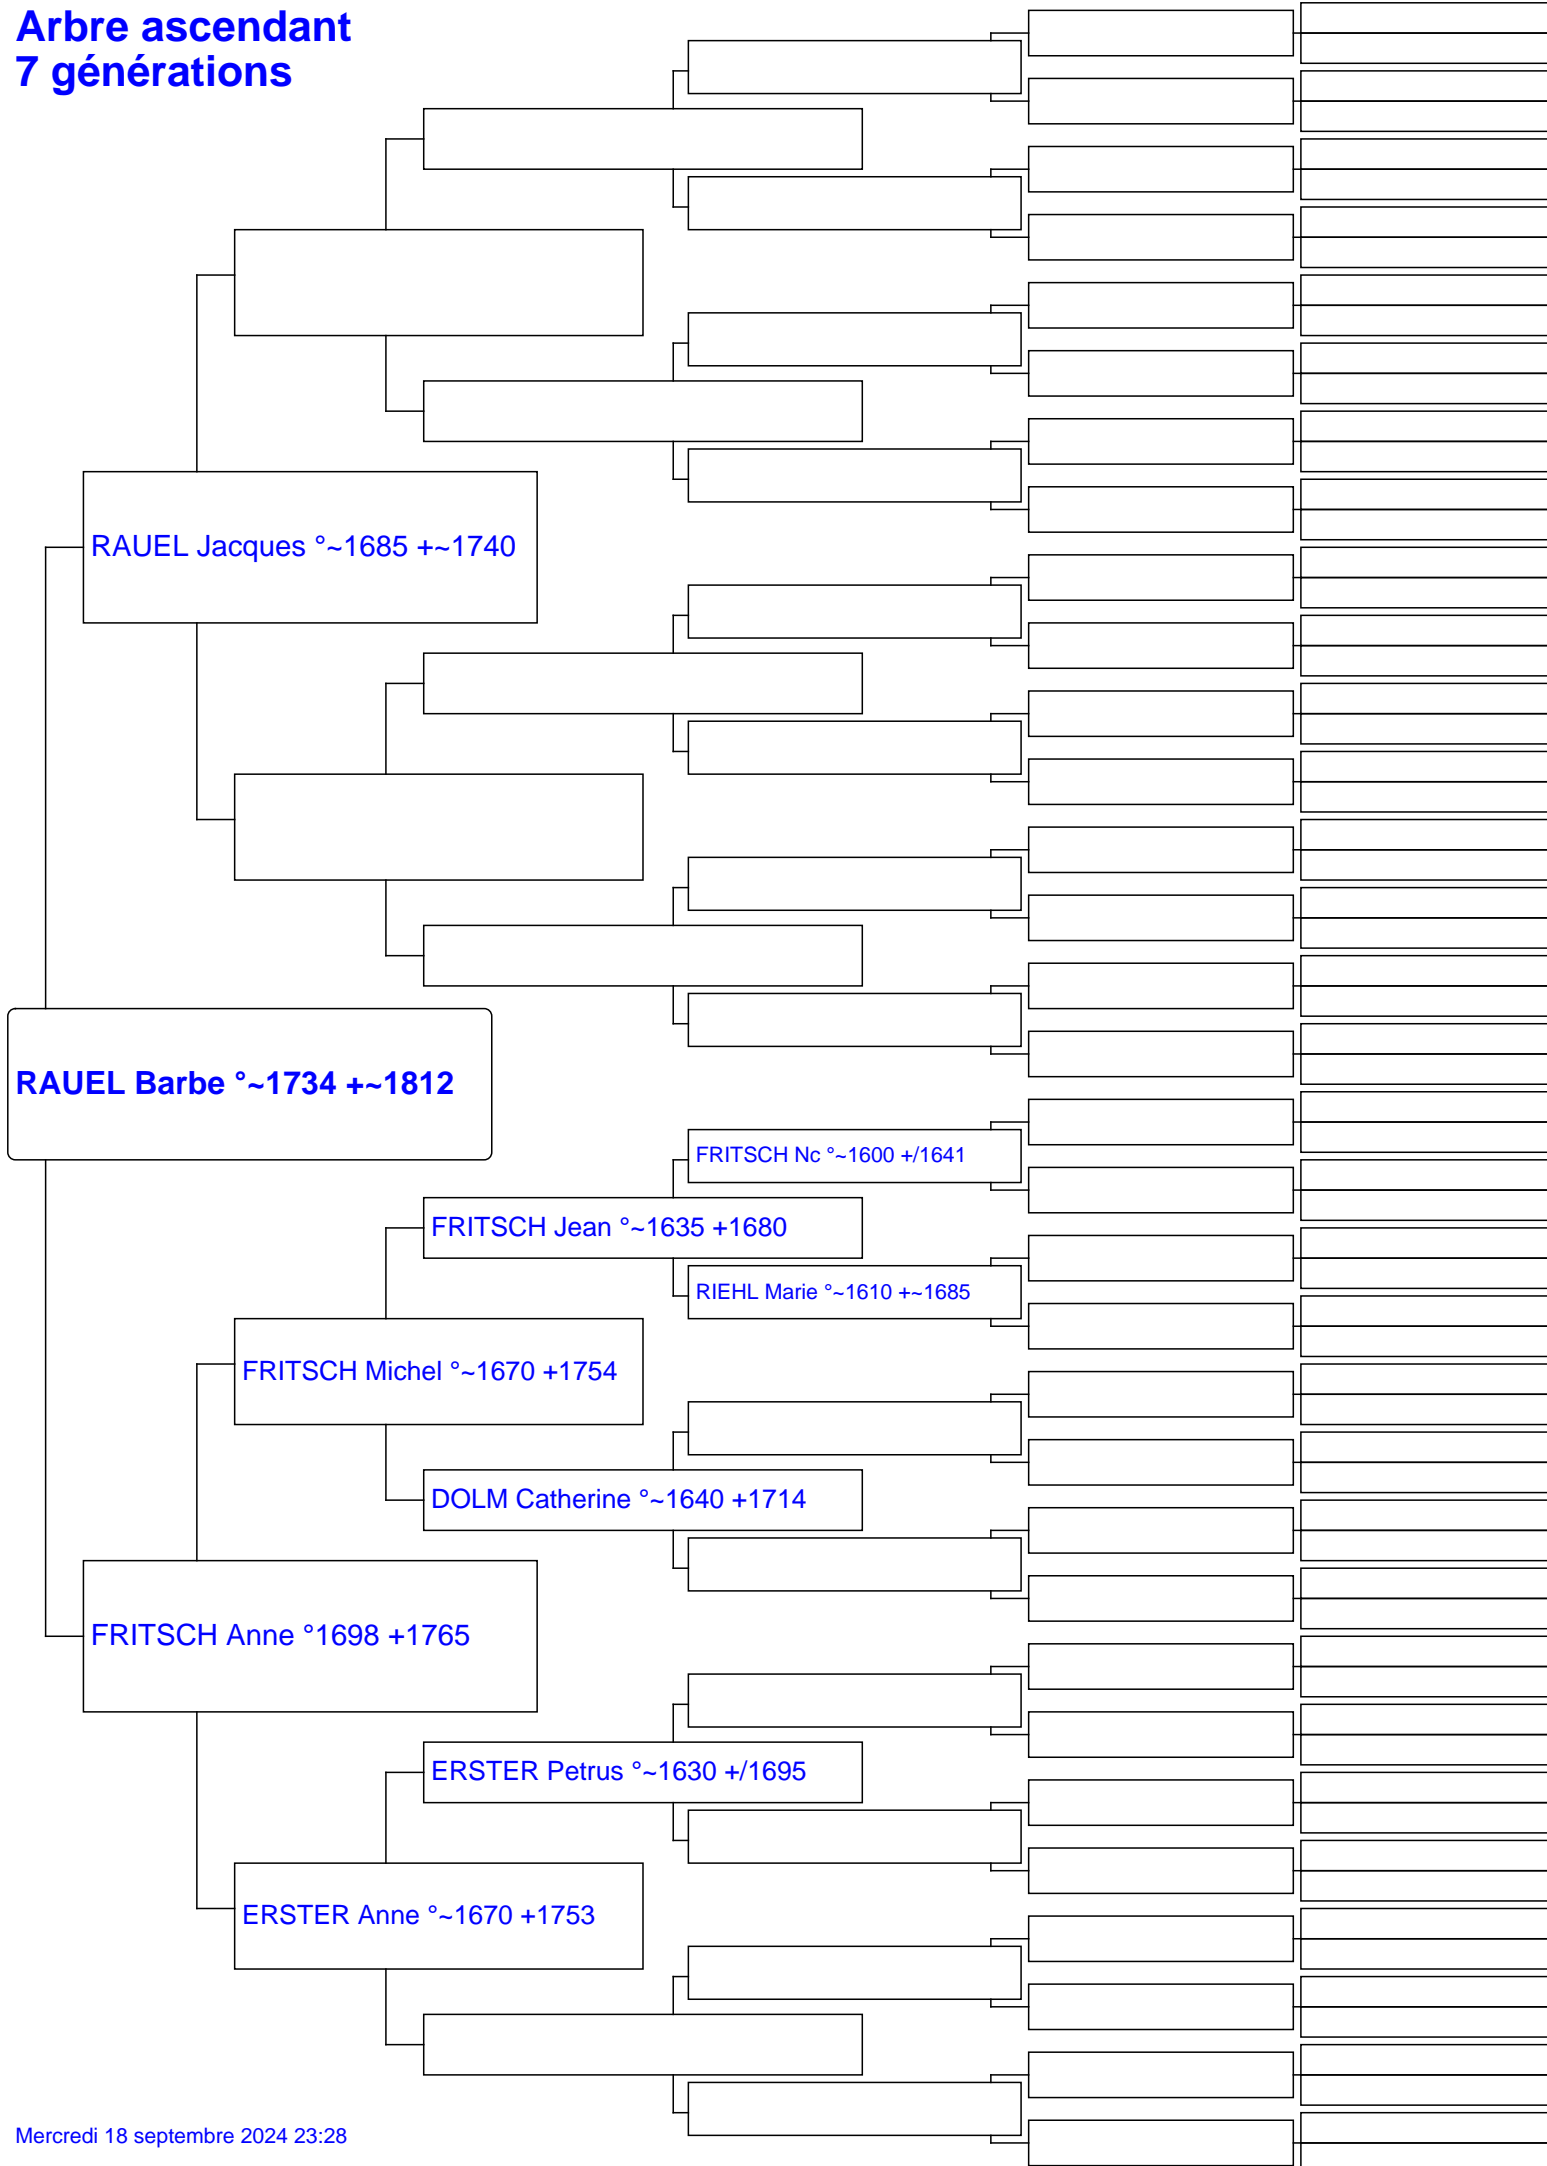 Arbre ascendant
7 générations
RAUEL Jacques °~1685 +~1740
RAUEL Barbe °~1734 +~1812
FRITSCH Nc °~1600 +/1641
FRITSCH Jean °~1635 +1680
RIEHL Marie °~1610 +~1685
FRITSCH Michel °~1670 +1754
DOLM Catherine °~1640 +1714
FRITSCH Anne °1698 +1765
ERSTER Petrus °~1630 +/1695
ERSTER Anne °~1670 +1753
Mercredi 18 septembre 2024 23:28